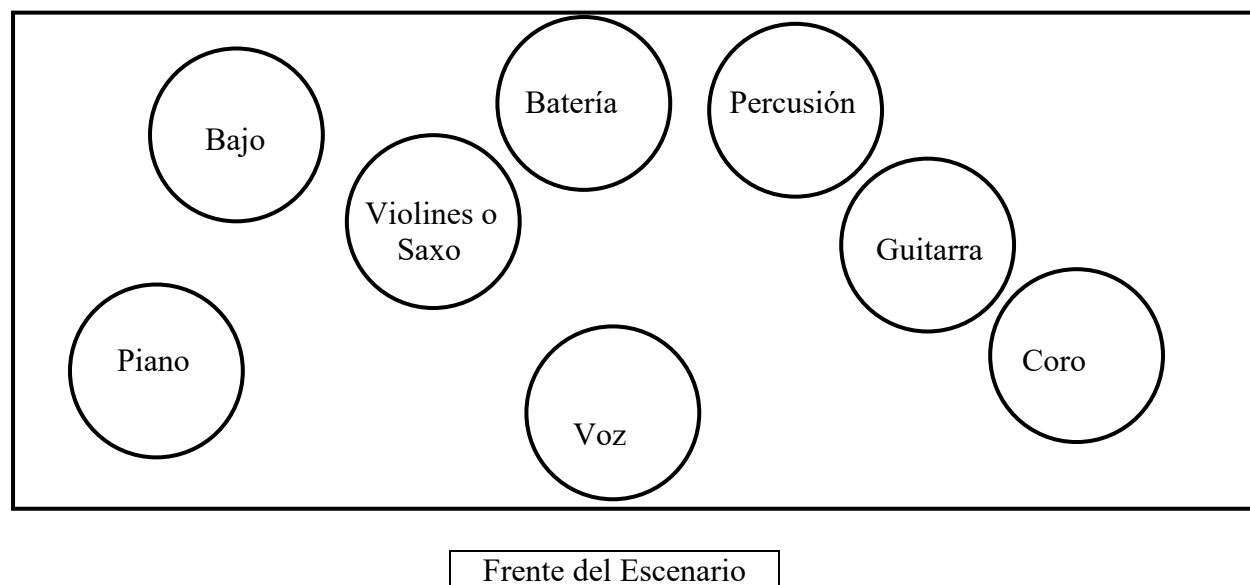 Batería
Percusión
Bajo
Violines o
Saxo
Guitarra
Piano
Coro
Voz
Frente del Escenario